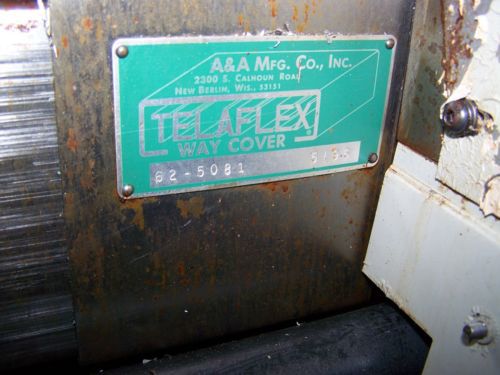 A&A MFG. CO., INC.
2300 S. CALHOUN ROAD
NEW BERLIN, WIS., 53151
TELAFLEX®
WAY COVER
62-5081